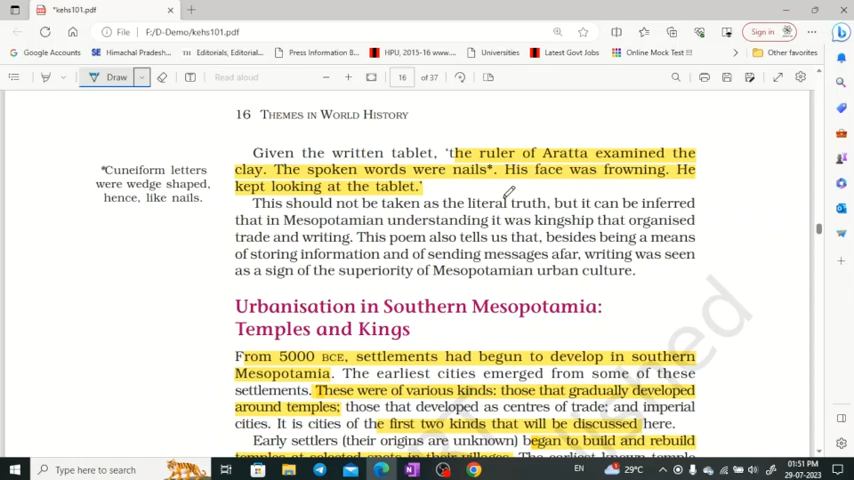 *kehs101.pdf
File
F:/D-Demo/kehs101.pdf
Sign in
Google Accounts
Himachal Pradesh...
Editorials, Editorial...
Press Information B...
HPU, 2015-16 www....
Universities
Latest Govt Jobs
Online Mock Test !!!
Other favorites
Draw
Read aloud
16
of 37
16 THEMES IN WORLD HISTORY
Given the written tablet, ‘the ruler of Aratta examined the
clay. The spoken words were nails*. His face was frowning. He
kept looking at the tablet.’
*Cuneiform letters
were wedge shaped,
hence, like nails.
This should not be taken as the literal truth, but it can be inferred
that in Mesopotamian understanding it was kingship that organised
trade and writing. This poem also tells us that, besides being a means
of storing information and of sending messages afar, writing was seen
as a sign of the superiority of Mesopotamian urban culture.
Urbanisation in Southern Mesopotamia:
Temples and Kings
From 5000 BCE, settlements had begun to develop in southern
Mesopotamia. The earliest cities emerged from some of these
settlements. These were of various kinds: those that gradually developed
around temples; those that developed as centres of trade; and imperial
cities. It is cities of the first two kinds that will be discussed here.
Early settlers (their origins are unknown) began to build and rebuild
temples at selected spots in their villages. The earliest known temple
Type here to search
29°C
EN
01:51 PM
29-07-2023